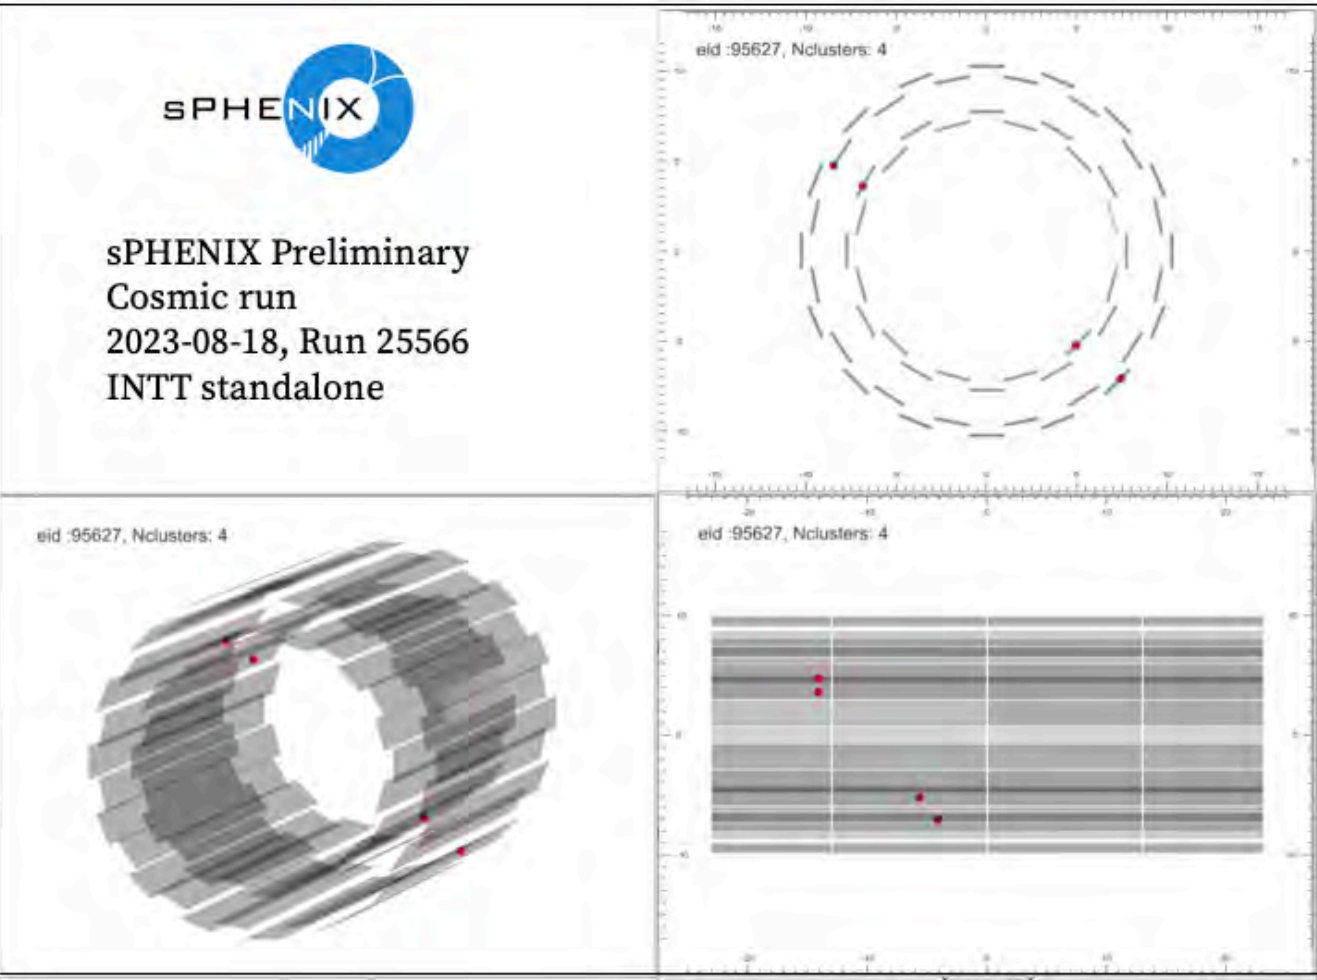 sPHENIX
sPHENIX Preliminary
Cosmic run
2023-08-18, Run 25566
INTT standalone
eid :95627, Nclusters: 4
eid :95627, Nclusters: 4
eid :95627, Nclusters: 4